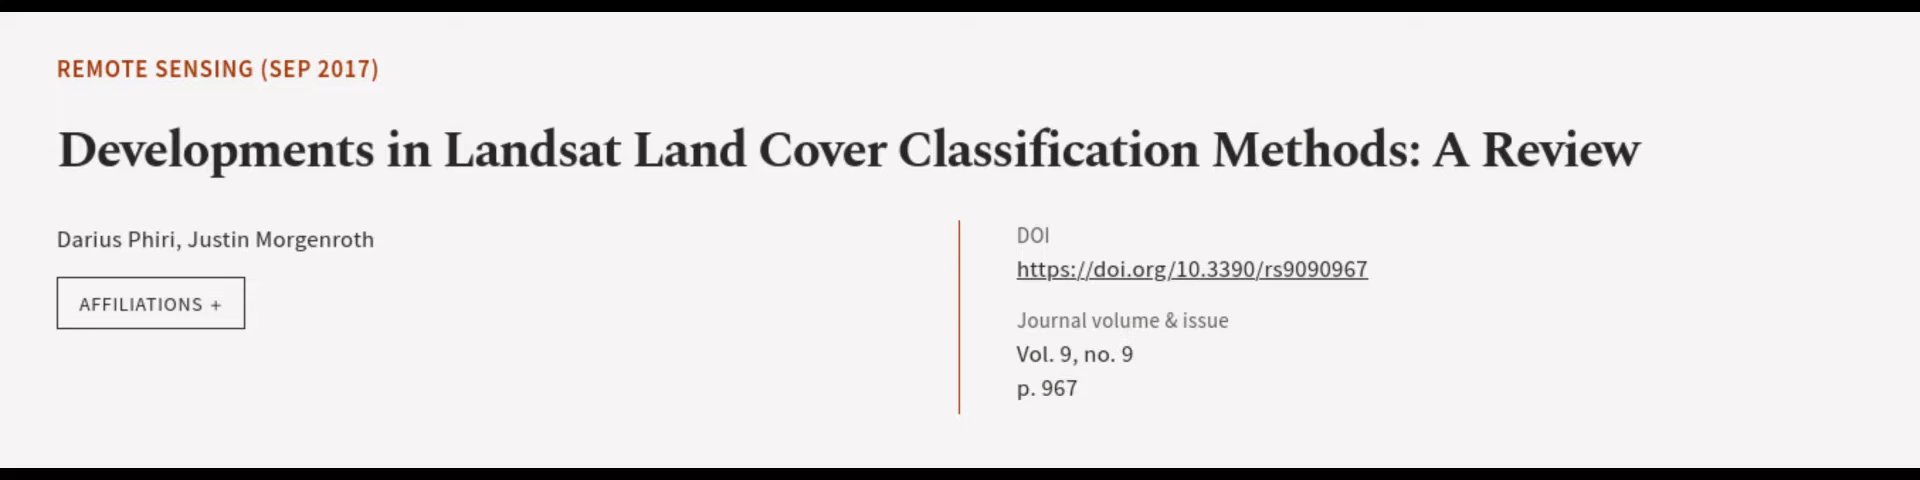 REMOTE SENSING (SEP 2017)
Developments in Landsat Land Cover Classification Methods: A Review
Darius Phiri, Justin Morgenroth
AFFILIATIONS +
DOI
https://doi.org/10.3390/rs9090967
Journal volume & issue
Vol. 9, no. 9
p. 967